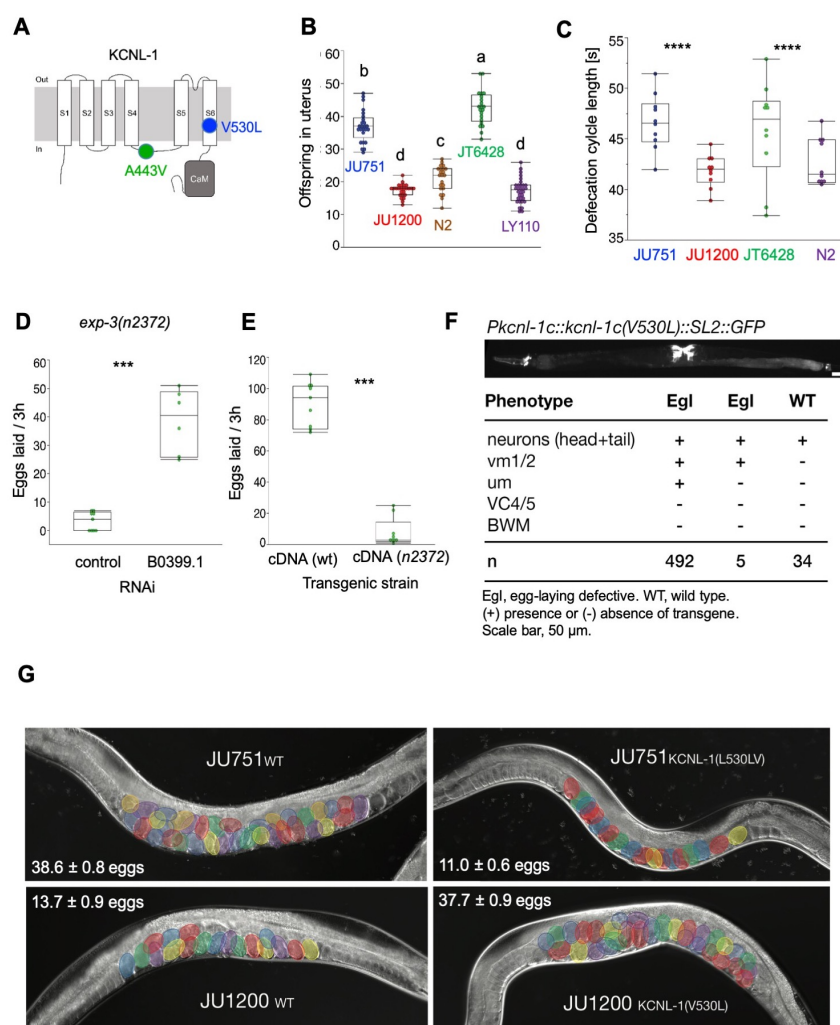 A
KCNL-1
Out
S1 S2 S3 S4 S5 S6
V530L
In
A443V
CaM
B
Offspring in uterus
60
50
40
30
20
10
0
b
a
d
c
d
JU751
JU1200
N2
JT6428
LY110
C
Defecation cylcle length [s]
55
50
45
40
35
****
****
JU751 JU1200 JT6428 N2
D
exp-3(n2372)
Eggs laid / 3h
60
50
40
30
20
10
0
***
control B0399.1
RNAi
E
Eggs laid / 3h
120
100
80
60
40
20
0
***
cDNA (wt) cDNA (n2372)
Transgenic strain
F
Pkcnl-1c::kcnl-1c(V530L)::SL2::GFP
Phenotype Egl Egl WT
neurons (head+tail) + + +
vm1/2 + + -
um + - -
VC4/5 - - -
BWM - - -
n 492 5 34
Egl, egg-laying defective. WT, wild type.
(+) presence or (-) absence of transgene.
Scale bar, 50 µm.
G
JU751WT
38.6 ± 0.8 eggs
JU751KCNL-1(L530LV)
11.0 ± 0.6 eggs
13.7 ± 0.9 eggs
JU1200 WT
37.7 ± 0.9 eggs
JU1200 KCNL-1(V530L)